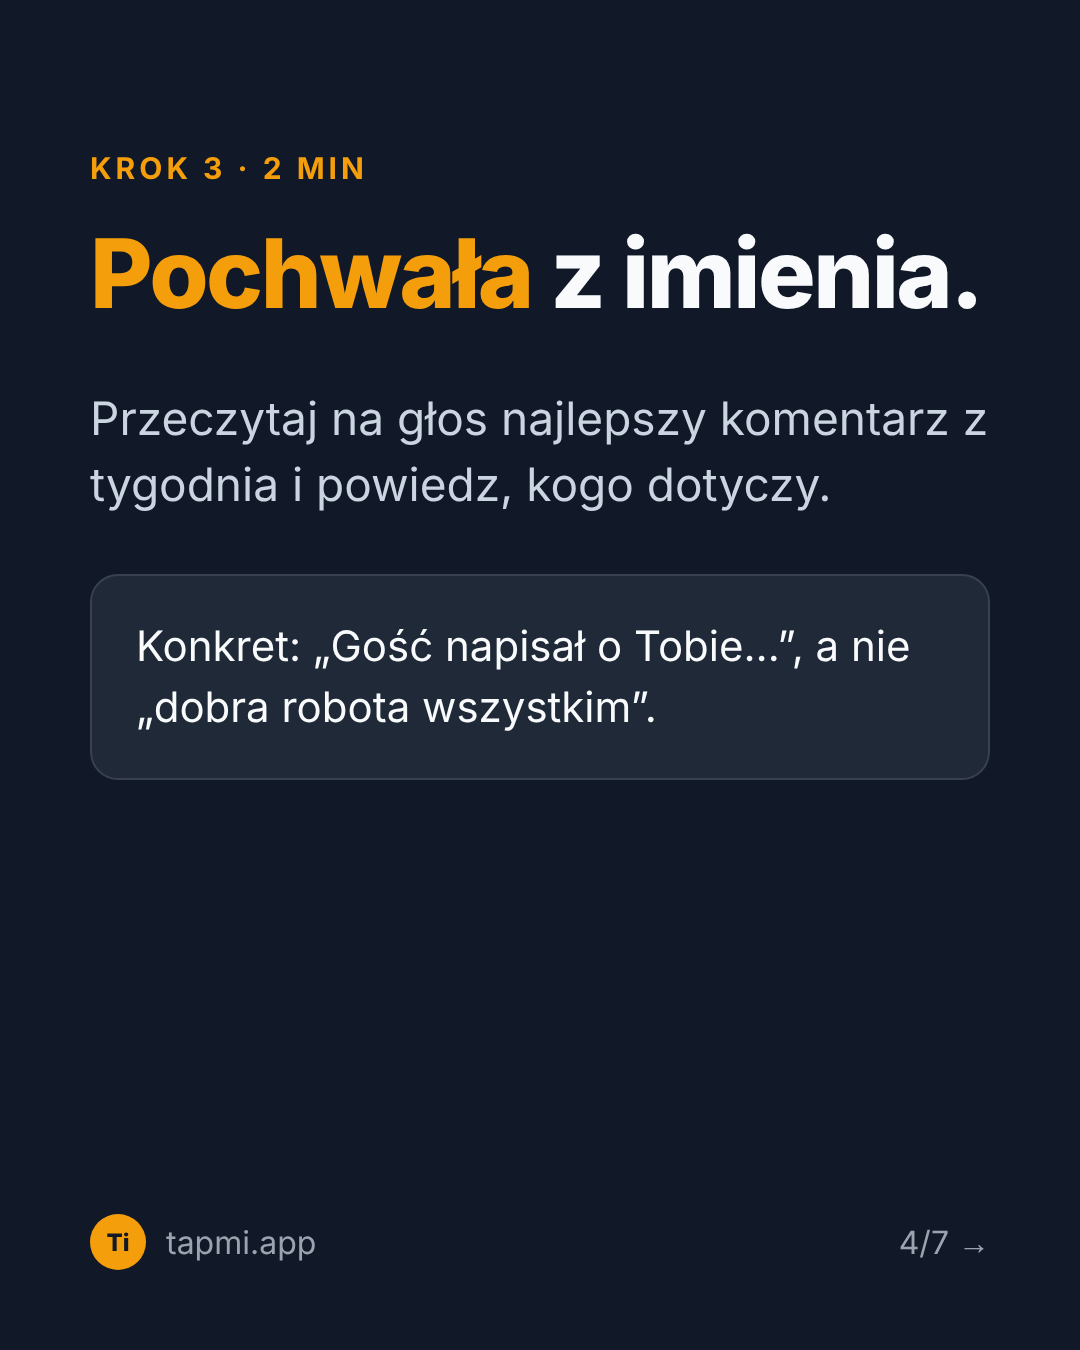 KROK 3 · 2 MIN
Pochwała z imienia.
Przeczytaj na głos najlepszy komentarz z
tygodnia i powiedz, kogo dotyczy.
Konkret: „Gość napisał o Tobie…”, a nie
„dobra robota wszystkim”.
Ti tapmi.app
4/7 →